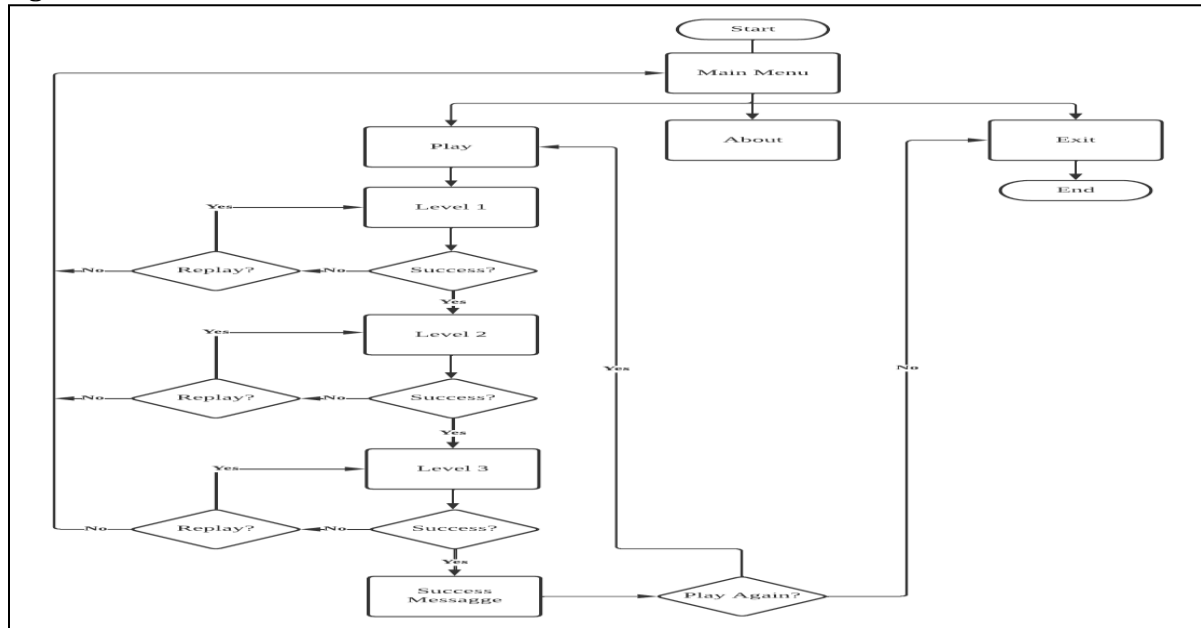 Start
Main Menu
Play
About
Exit
End
Yes
Level 1
No
Replay?
No
Success?
Yes
Yes
Level 2
No
Replay?
No
Success?
Yes
Yes
No
Yes
Level 3
No
Replay?
No
Success?
Yes
Success
Messagge
Play Again?